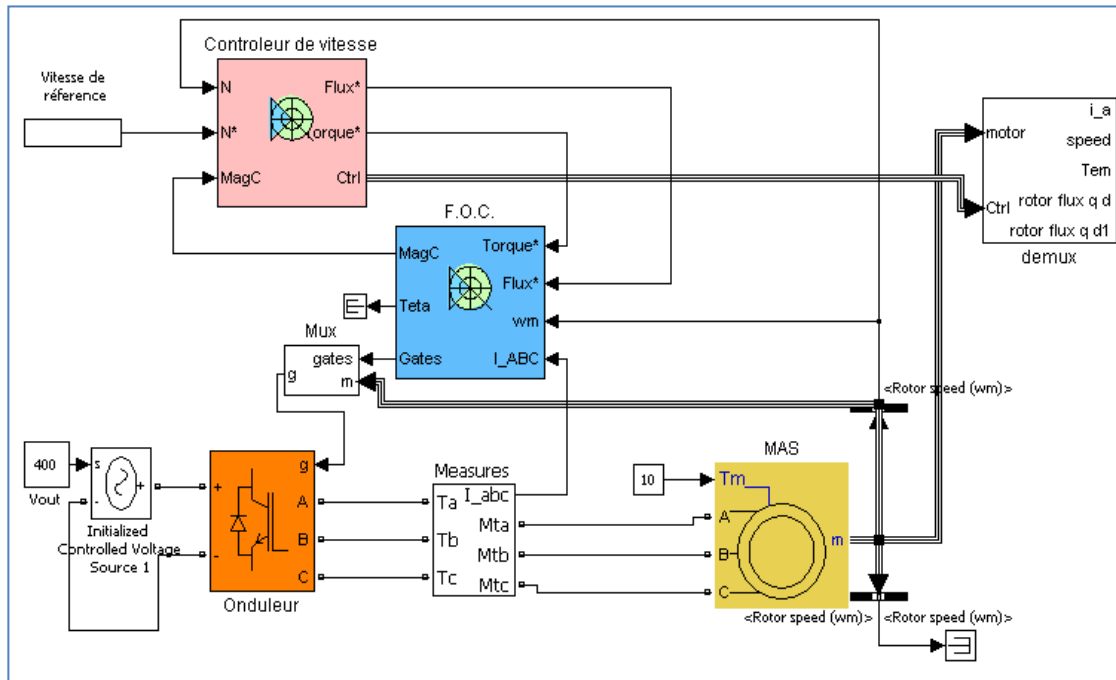 Controleur de vitesse
Vitesse de
réference
N
N*
MagC
Flux*
Torque*
Ctrl
i_a
motor
speed
Tem
Ctrl
rotor flux q d
rotor flux q d1
demux
F.O.C.
MagC
Teta
Gates
Torque*
Flux*
wm
I_ABC
Mux
gates
g
m
<Rotor speed (wm)>
400
Vout
s
+
-
Initialized
Controlled Voltage
Source 1
+
-
g
A
B
C
Onduleur
Measures
I_abc
Ta
Tb
Tc
Mta
Mtb
Mtc
10
MAS
Tm
A
B
C
m
<Rotor speed (wm)>
<Rotor speed (wm)>